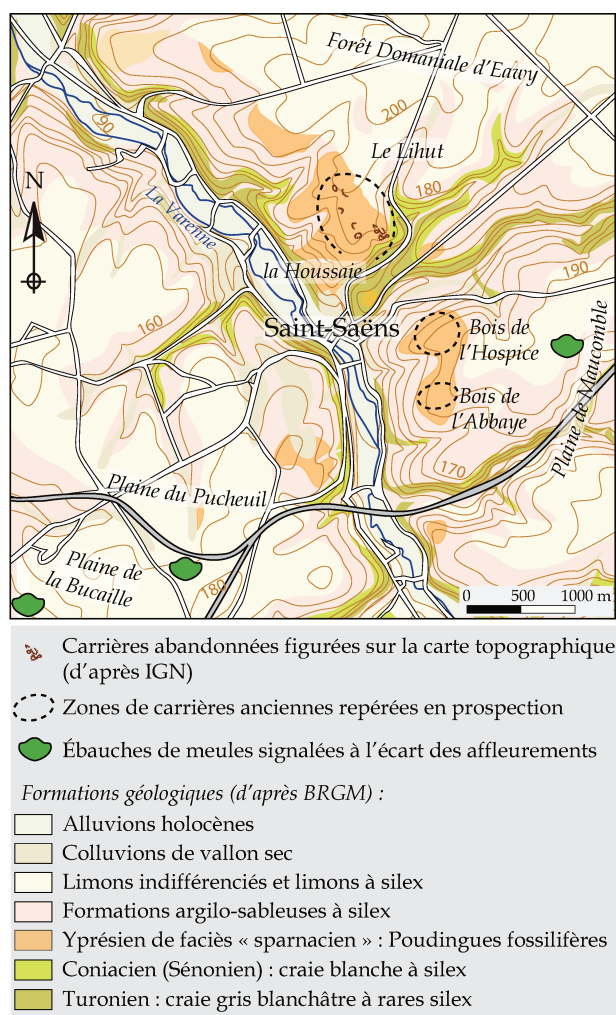 Forêt Domaniale d'Eawy
90
200
Le Lihut
180
N
La Varenne
la Houssaie
190
Saint-Saëns
160
Bois de
l'Hospice
Bois de
l'Abbaye
Plaine de Maucomble
170
Plaine du Pucheuil
Plaine de
la Bucaille
180
0 500 1000 m
Carrières abandonnées figurées sur la carte topographique
(d'après IGN)
Zones de carrières anciennes repérées en prospection
Ébauches de meules signalées à l'écart des affleurements
Formations géologiques (d'après BRGM) :
Alluvions holocènes
Colluvions de vallon sec
Limons indifférenciés et limons à silex
Formations argilo-sableuses à silex
Yprésien de faciès « sparnacien » : Poudingues fossilifères
Coniacien (Sénonien) : craie blanche à silex
Turonien : craie gris blanchâtre à rares silex